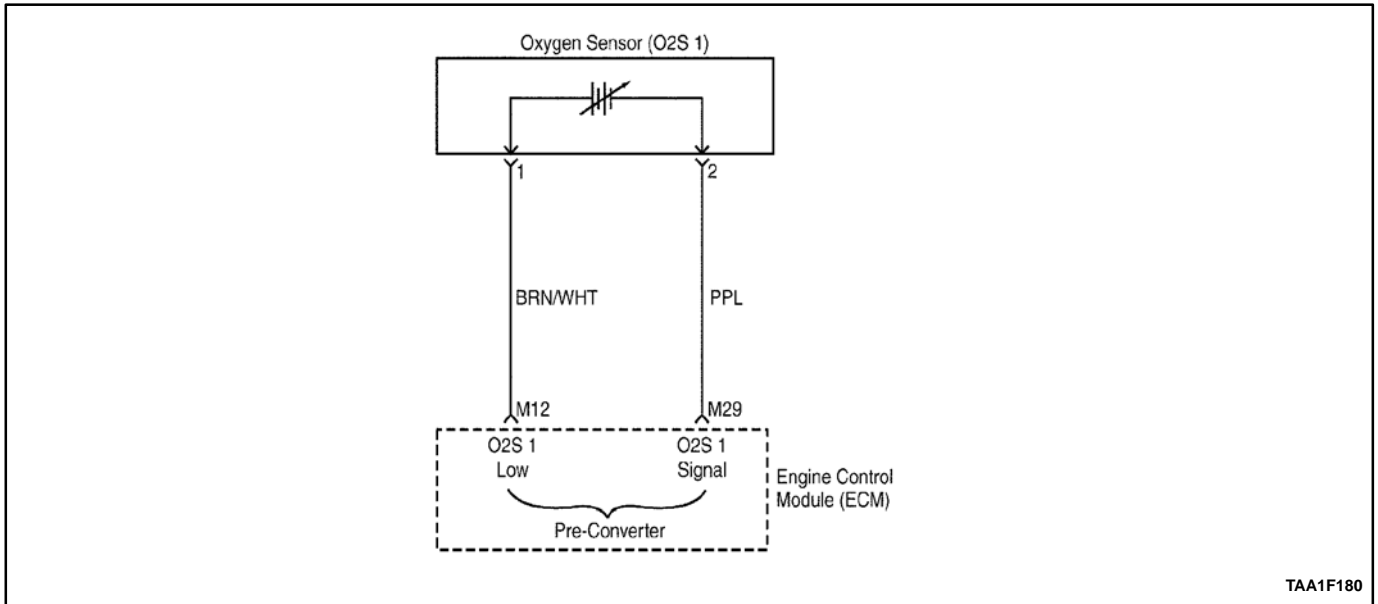 Oxygen Sensor (O2S 1)
1
2
BRN/WHT
PPL
M12
M29
O2S 1
Low
O2S 1
Signal
Engine Control
Module (ECM)
Pre-Converter
TAA1F180